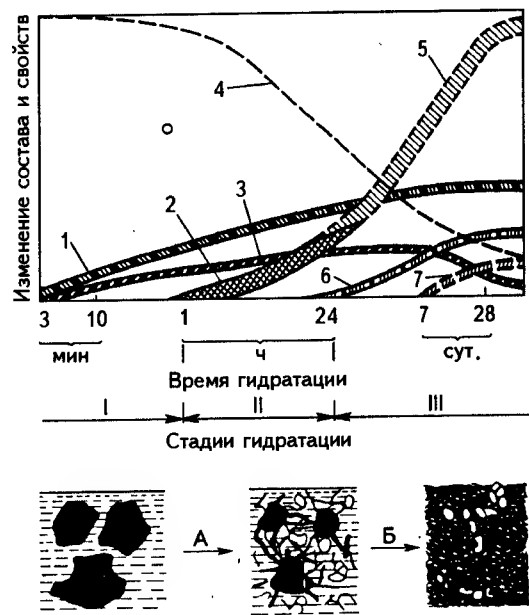 Изменение состава и свойств
1
2
3
4
5
6
7
3 10 1 24 7 28
мин ч сут.
Время гидратации
I II III
Стадии гидратации
А Б